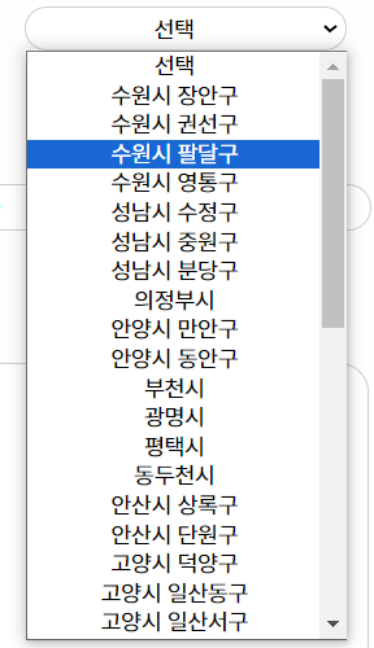 선택
선택
수원시 장안구
수원시 권선구
수원시 팔달구
수원시 영통구
성남시 수정구
성남시 중원구
성남시 분당구
의정부시
안양시 만안구
안양시 동안구
부천시
광명시
평택시
동두천시
안산시 상록구
안산시 단원구
고양시 덕양구
고양시 일산동구
고양시 일산서구